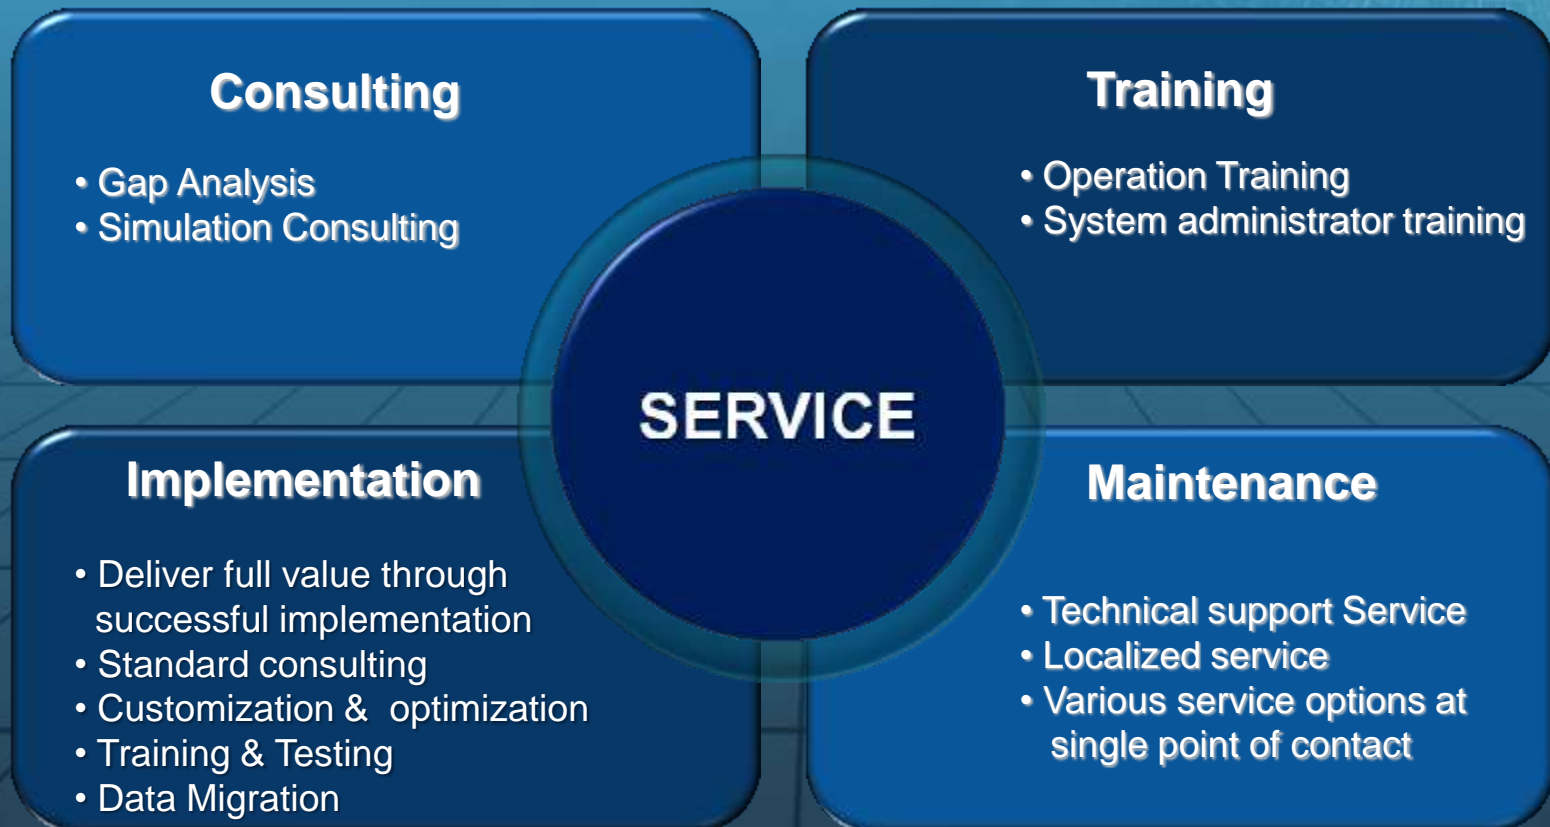 Consulting
• Gap Analysis
• Simulation Consulting
Training
• Operation Training
• System administrator training
SERVICE
Implementation
• Deliver full value through
successful implementation
• Standard consulting
• Customization & optimization
• Training & Testing
• Data Migration
Maintenance
• Technical support Service
• Localized service
• Various service options at
single point of contact